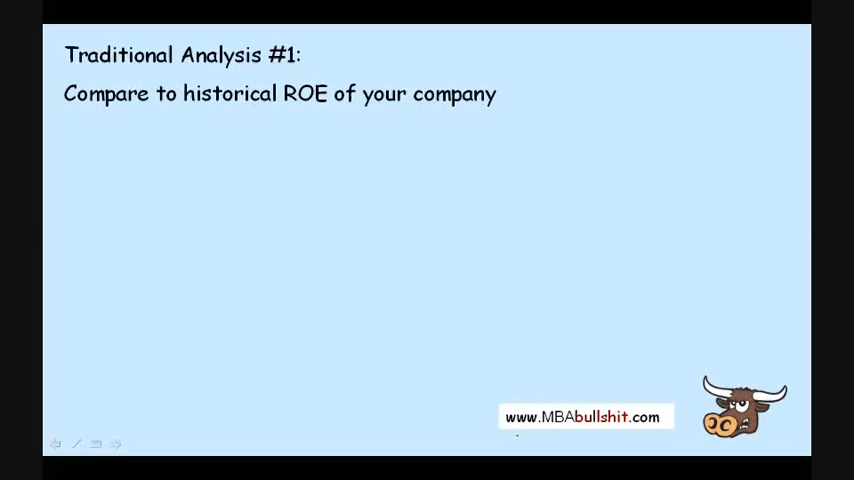 Traditional Analysis #1:
Compare to historical ROE of your company
www.MBAbullshit.com